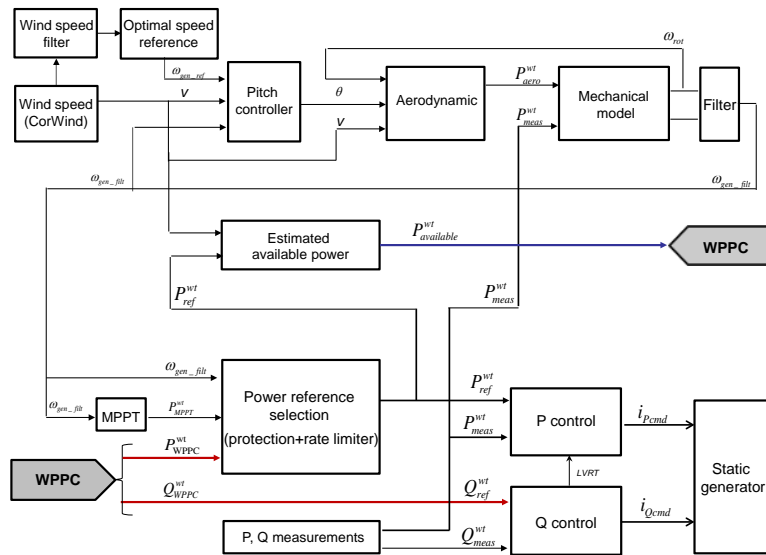 Wind speed
filter
Optimal speed
reference
ω_rot
ω_gen_ref
Wind speed
(CorWind)
v
Pitch
controller
θ
v
Aerodynamic
P^wt_aero
P^wt_meas
Mechanical
model
Filter
ω_gen_filt
ω_gen_filt
Estimated
available power
P^wt_available
WPPC
P^wt_ref
P^wt_meas
ω_gen_filt
ω_gen_filt
MPPT
P^wt_MPPT
Power reference
selection
(protection+rate limiter)
P^wt_ref
P^wt_meas
P control
i_Pcmd
Static
generator
WPPC
P^wt_WPPC
Q^wt_WPPC
LVRT
Q^wt_ref
Q control
i_Qcmd
P, Q measurements
Q^wt_meas